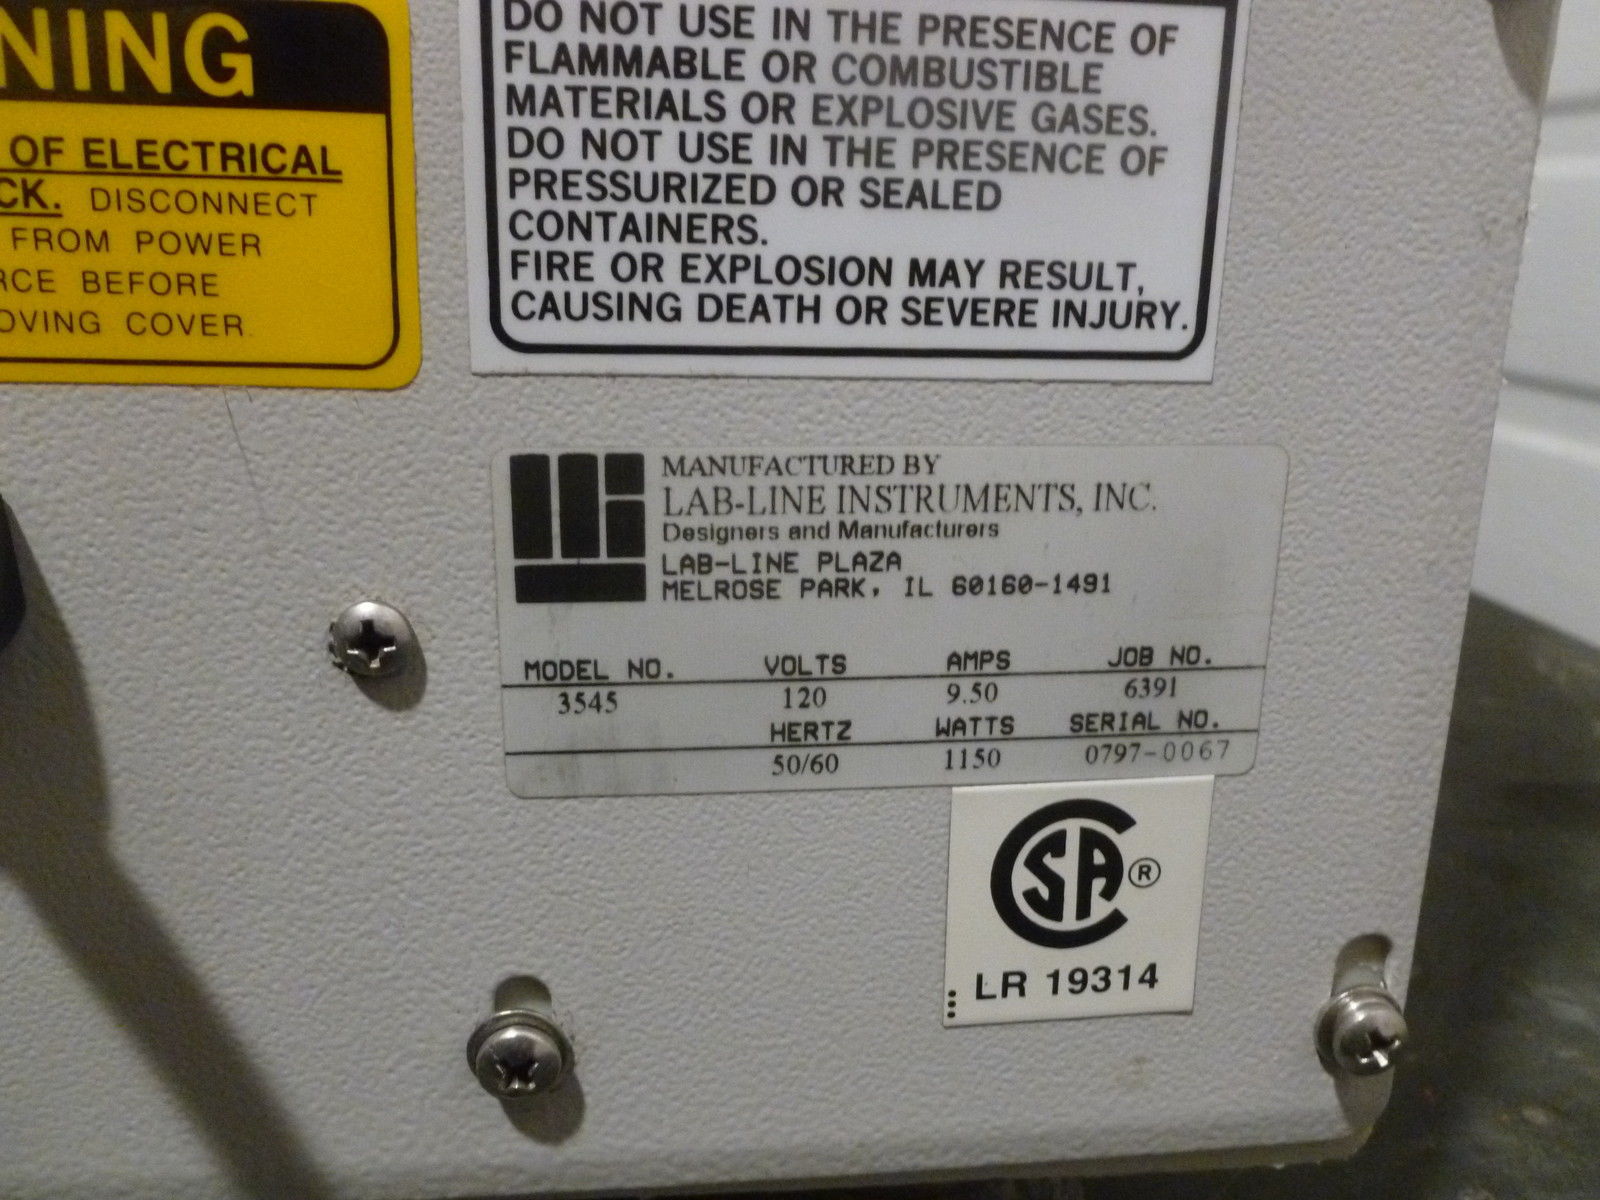 NING
OF ELECTRICAL
CK. DISCONNECT
FROM POWER
RCE BEFORE
OVING COVER.
DO NOT USE IN THE PRESENCE OF
FLAMMABLE OR COMBUSTIBLE
MATERIALS OR EXPLOSIVE GASES.
DO NOT USE IN THE PRESENCE OF
PRESSURIZED OR SEALED
CONTAINERS.
FIRE OR EXPLOSION MAY RESULT,
CAUSING DEATH OR SEVERE INJURY.
MANUFACTURED BY
LAB-LINE INSTRUMENTS, INC.
Designers and Manufacturers
LAB-LINE PLAZA
MELROSE PARK, IL 60160-1491
MODEL NO. VOLTS AMPS JOB NO.
3545 120 9.50 6391
HERTZ WATTS SERIAL NO.
50/60 1150 0797-0067
CSA ®
LR 19314